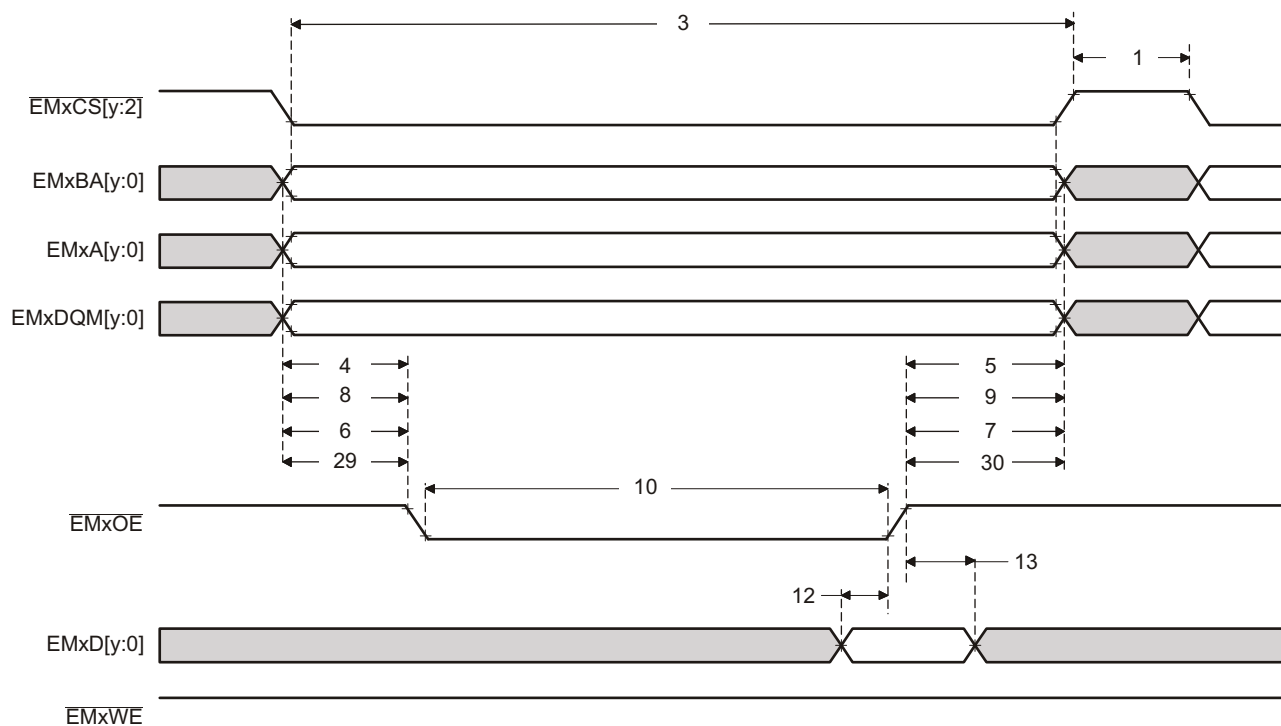 3
1
EMxCS[y:2]
EMxBA[y:0]
EMxA[y:0]
EMxDQM[y:0]
4 5
8 9
6 7
29 30
10
EMxOE
13
12
EMxD[y:0]
EMxWE